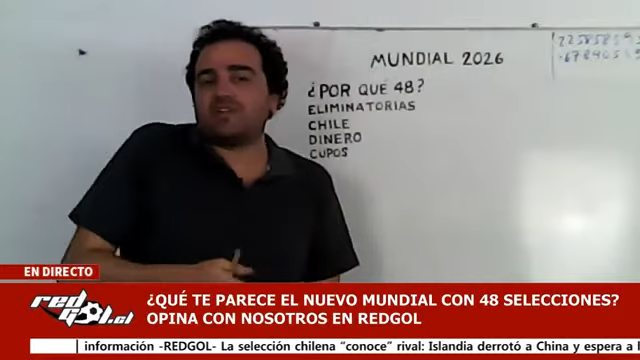 MUNDIAL 2026
¿POR QUÉ 48?
ELIMINATORIAS
CHILE
DINERO
CUPOS
EN DIRECTO
redgol.cl
¿QUÉ TE PARECE EL NUEVO MUNDIAL CON 48 SELECCIONES?
OPINA CON NOSOTROS EN REDGOL
información -REDGOL- La selección chilena “conoce” rival: Islandia derrotó a China y espera a